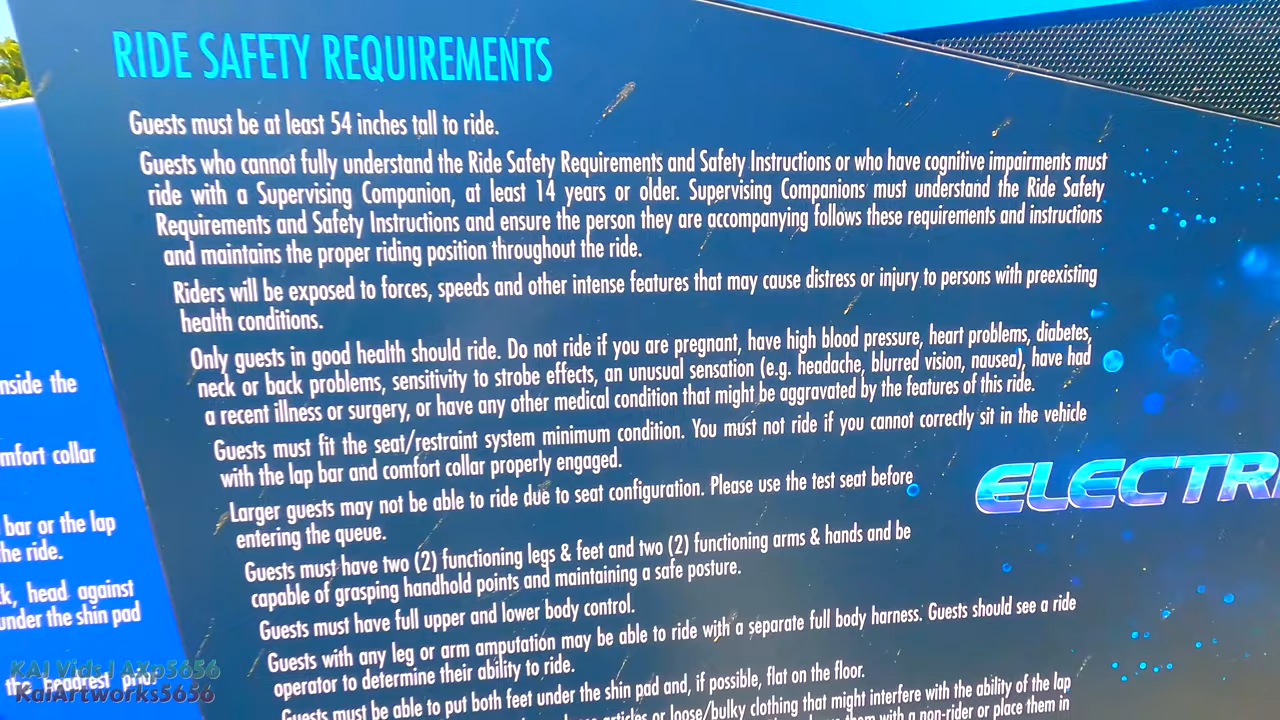 RIDE SAFETY REQUIREMENTS
Guests must be at least 54 inches tall to ride.
Guests who cannot fully understand the Ride Safety Requirements and Safety Instructions or who have cognitive impairments must
ride with a Supervising Companion, at least 14 years or older. Supervising Companions must understand the Ride Safety
Requirements and Safety Instructions and ensure the person they are accompanying follows these requirements and instructions
and maintains the proper riding position throughout the ride.
Riders will be exposed to forces, speeds and other intense features that may cause distress or injury to persons with preexisting
health conditions.
Only guests in good health should ride. Do not ride if you are pregnant, have high blood pressure, heart problems, diabetes,
neck or back problems, sensitivity to strobe effects, an unusual sensation (e.g. headache, blurred vision, nausea), have had
a recent illness or surgery, or have any other medical condition that might be aggravated by the features of this ride.
Guests must fit the seat/restraint system minimum condition. You must not ride if you cannot correctly sit in the vehicle
with the lap bar and comfort collar properly engaged.
Larger guests may not be able to ride due to seat configuration. Please use the test seat before
entering the queue.
Guests must have two (2) functioning legs & feet and two (2) functioning arms & hands and be
capable of grasping handhold points and maintaining a safe posture.
Guests must have full upper and lower body control.
Guests with any leg or arm amputation may be able to ride with a separate full body harness. Guests should see a ride
operator to determine their ability to ride.
Guests must be able to put both feet under the shin pad and, if possible, flat on the floor.
articles or loose/bulky clothing that might interfere with the ability of the lap
them with a non-rider or place them in
ELECTR
nside the
mfort collar
bar or the lap
he ride.
ck, head against
under the shin pad
the headrest prior
KAI Vids | AXp5656
KaiArtworks5656